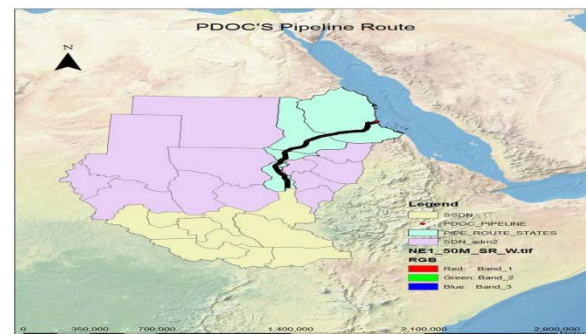 PDOC'S Pipeline Route
N
Legend
SSDN
PDOC_PIPELINE
PIPE_ROUTE_STATES
SDN_adm2
NE1_50M_SR_W.tif
RGB
Red: Band_1
Green: Band_2
Blue: Band_3
0 350,000 700,000 1,400,000 2,100,000 2,800,000